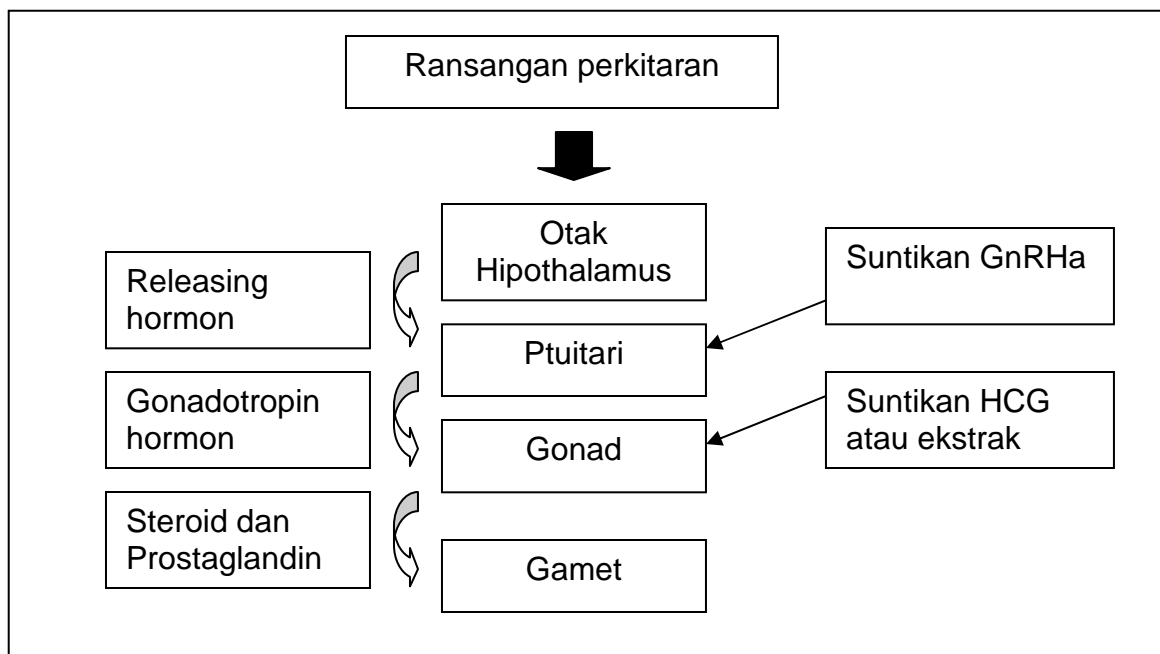 Ransangan perkitaran
Otak
Hipothalamus
Suntikan GnRHa
Releasing
hormon
Ptuitari
Gonadotropin
hormon
Suntikan HCG
atau ekstrak
Gonad
Steroid dan
Prostaglandin
Gamet